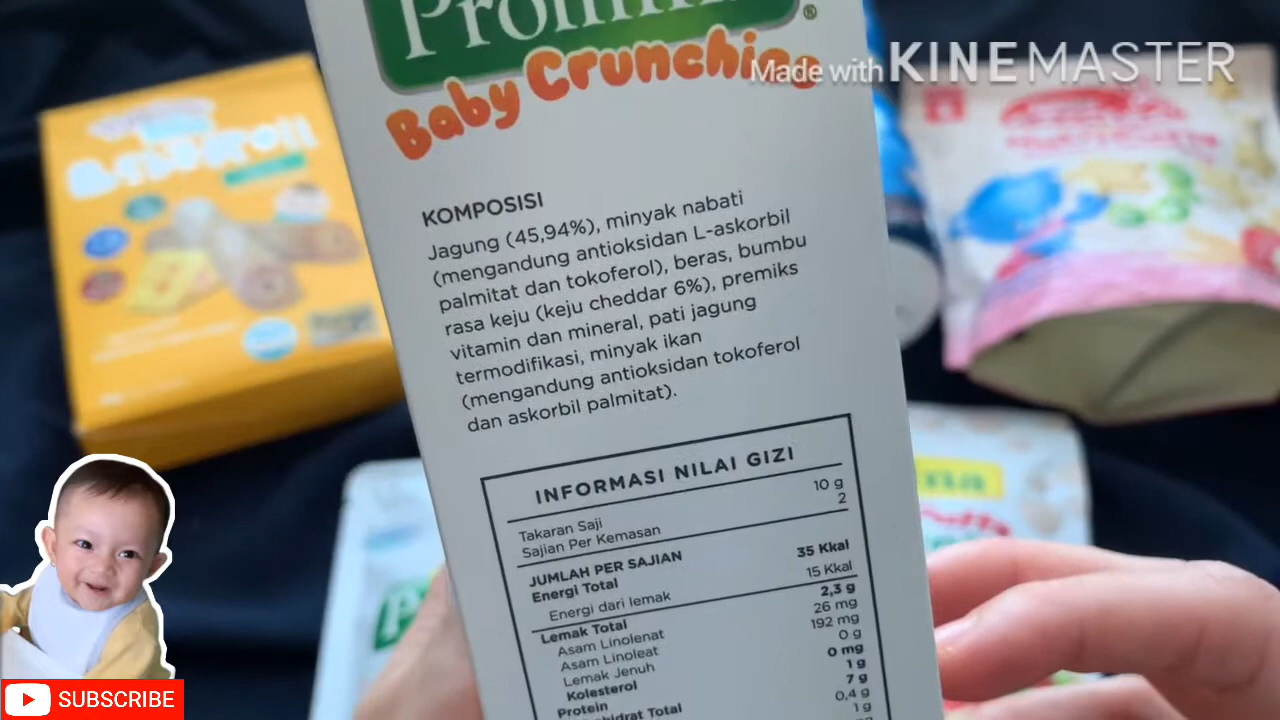 Baby Crunchies
Made with KINEMASTER
KOMPOSISI
Jagung (45,94%), minyak nabati
(mengandung antioksidan L-askorbil
palmitat dan tokoferol), beras, bumbu
rasa keju (keju cheddar 6%), premiks
vitamin dan mineral, pati jagung
termodifikasi, minyak ikan
(mengandung antioksidan tokoferol
dan askorbil palmitat).
INFORMASI NILAI GIZI
Takaran Saji 10 g
Sajian Per Kemasan 2
JUMLAH PER SAJIAN
Energi Total 35 Kkal
Energi dari lemak 15 Kkal
Lemak Total 2,3 g
Asam Linolenat 26 mg
Asam Linoleat 192 mg
Lemak Jenuh 0 g
Kolesterol 0 mg
Protein 1 g
Total 7 g
0,4 g
1 g
SUBSCRIBE